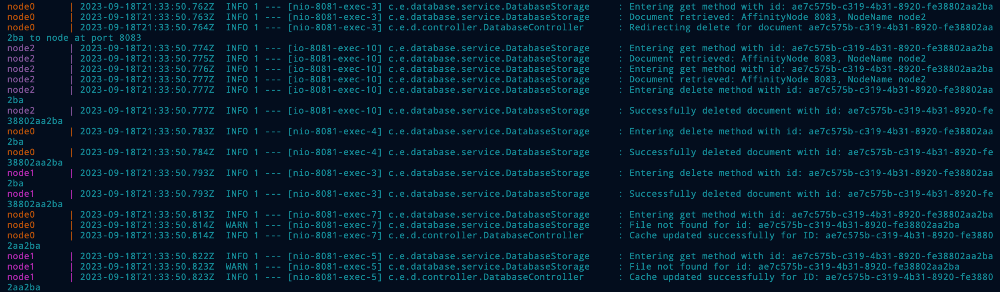 node0      | 2023-09-18T21:33:50.762Z  INFO 1 --- [nio-8081-exec-3] c.e.database.service.DatabaseStorage     : Entering get method with id: ae7c575b-c319-4b31-8920-fe38802aa2ba
node0      | 2023-09-18T21:33:50.763Z  INFO 1 --- [nio-8081-exec-3] c.e.database.service.DatabaseStorage     : Document retrieved: AffinityNode 8083, NodeName node2
node0      | 2023-09-18T21:33:50.764Z  INFO 1 --- [nio-8081-exec-3] c.e.d.controller.DatabaseController      : Redirecting delete for document ae7c575b-c319-4b31-8920-fe38802aa
2ba to node at port 8083
node2      | 2023-09-18T21:33:50.774Z  INFO 1 --- [io-8081-exec-10] c.e.database.service.DatabaseStorage     : Entering get method with id: ae7c575b-c319-4b31-8920-fe38802aa2ba
node2      | 2023-09-18T21:33:50.775Z  INFO 1 --- [io-8081-exec-10] c.e.database.service.DatabaseStorage     : Document retrieved: AffinityNode 8083, NodeName node2
node2      | 2023-09-18T21:33:50.776Z  INFO 1 --- [io-8081-exec-10] c.e.database.service.DatabaseStorage     : Entering get method with id: ae7c575b-c319-4b31-8920-fe38802aa2ba
node2      | 2023-09-18T21:33:50.777Z  INFO 1 --- [io-8081-exec-10] c.e.database.service.DatabaseStorage     : Document retrieved: AffinityNode 8083, NodeName node2
node2      | 2023-09-18T21:33:50.777Z  INFO 1 --- [io-8081-exec-10] c.e.database.service.DatabaseStorage     : Entering delete method with id: ae7c575b-c319-4b31-8920-fe38802aa
2ba
node2      | 2023-09-18T21:33:50.777Z  INFO 1 --- [io-8081-exec-10] c.e.database.service.DatabaseStorage     : Successfully deleted document with id: ae7c575b-c319-4b31-8920-fe
38802aa2ba
node0      | 2023-09-18T21:33:50.783Z  INFO 1 --- [nio-8081-exec-4] c.e.database.service.DatabaseStorage     : Entering delete method with id: ae7c575b-c319-4b31-8920-fe38802aa
2ba
node0      | 2023-09-18T21:33:50.784Z  INFO 1 --- [nio-8081-exec-4] c.e.database.service.DatabaseStorage     : Successfully deleted document with id: ae7c575b-c319-4b31-8920-fe
38802aa2ba
node1      | 2023-09-18T21:33:50.793Z  INFO 1 --- [nio-8081-exec-3] c.e.database.service.DatabaseStorage     : Entering delete method with id: ae7c575b-c319-4b31-8920-fe38802aa
2ba
node1      | 2023-09-18T21:33:50.793Z  INFO 1 --- [nio-8081-exec-3] c.e.database.service.DatabaseStorage     : Successfully deleted document with id: ae7c575b-c319-4b31-8920-fe
38802aa2ba
node0      | 2023-09-18T21:33:50.813Z  INFO 1 --- [nio-8081-exec-7] c.e.database.service.DatabaseStorage     : Entering get method with id: ae7c575b-c319-4b31-8920-fe38802aa2ba
node0      | 2023-09-18T21:33:50.814Z  WARN 1 --- [nio-8081-exec-7] c.e.database.service.DatabaseStorage     : File not found for id: ae7c575b-c319-4b31-8920-fe38802aa2ba
node0      | 2023-09-18T21:33:50.814Z  INFO 1 --- [nio-8081-exec-7] c.e.d.controller.DatabaseController      : Cache updated successfully for ID: ae7c575b-c319-4b31-8920-fe3880
2aa2ba
node1      | 2023-09-18T21:33:50.822Z  INFO 1 --- [nio-8081-exec-5] c.e.database.service.DatabaseStorage     : Entering get method with id: ae7c575b-c319-4b31-8920-fe38802aa2ba
node1      | 2023-09-18T21:33:50.823Z  WARN 1 --- [nio-8081-exec-5] c.e.database.service.DatabaseStorage     : File not found for id: ae7c575b-c319-4b31-8920-fe38802aa2ba
node1      | 2023-09-18T21:33:50.823Z  INFO 1 --- [nio-8081-exec-5] c.e.d.controller.DatabaseController      : Cache updated successfully for ID: ae7c575b-c319-4b31-8920-fe3880
2aa2ba